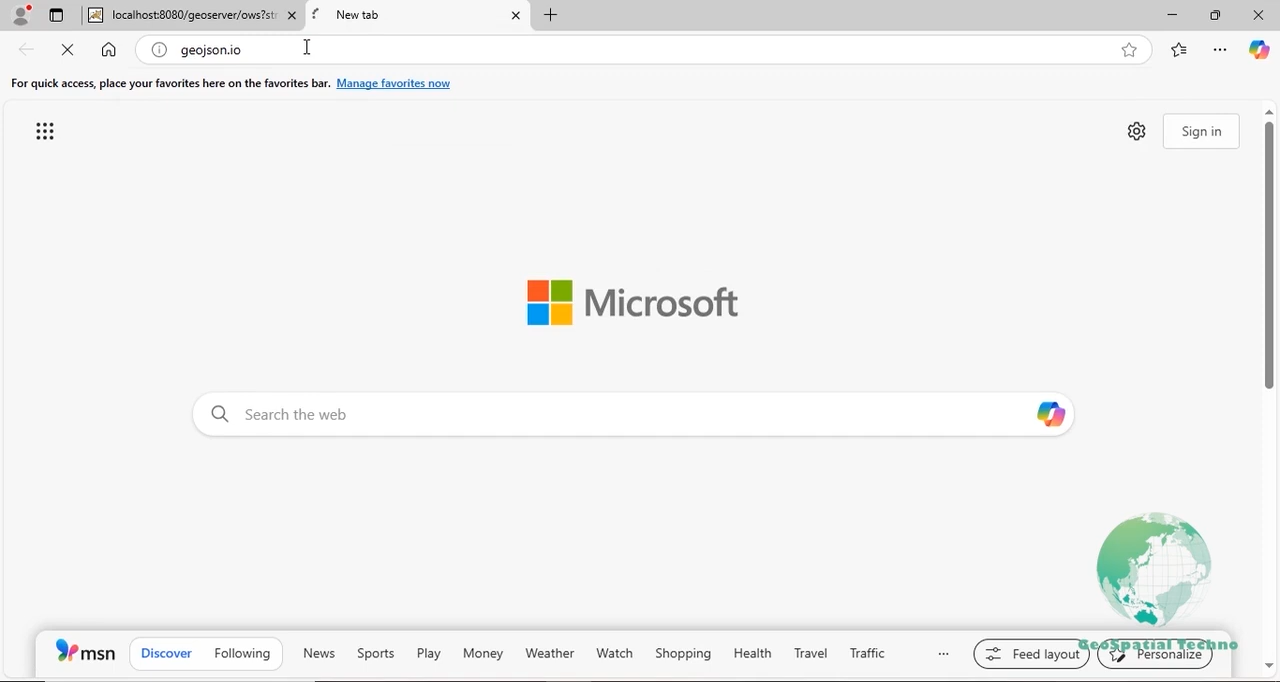 localhost:8080/geoserver/ows?str
New tab
geojson.io
For quick access, place your favorites here on the favorites bar. Manage favorites now
Sign in
Microsoft
Search the web
msn Discover Following News Sports Play Money Weather Watch Shopping Health Travel Traffic ... Feed layout Personalize
GeoSpatial Techno